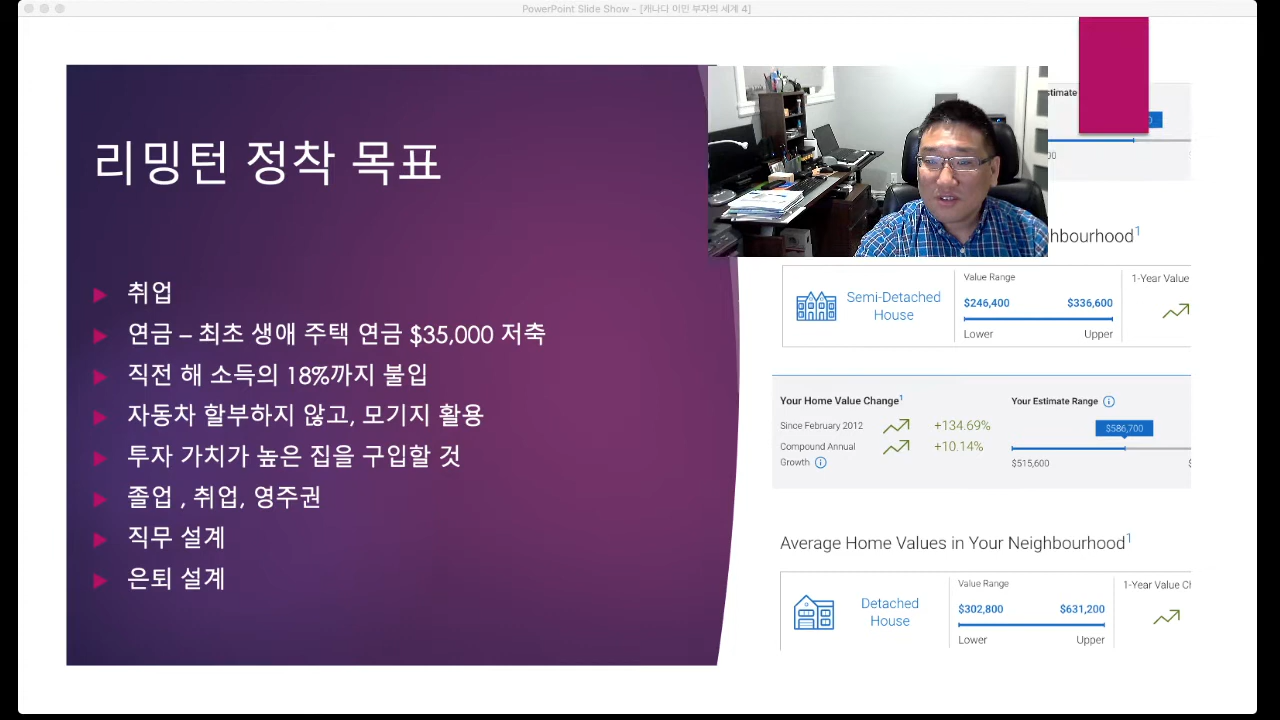 PowerPoint Slide Show - [캐나다 이민 부자의 세계 4]
리밍턴 정착 목표
취업
연금 – 최초 생애 주택 연금 $35,000 저축
직전 해 소득의 18%까지 불입
자동차 할부하지 않고, 모기지 활용
투자 가치가 높은 집을 구입할 것
졸업 , 취업, 영주권
직무 설계
은퇴 설계
stimate
0
00
hbourhood1
Semi-Detached House
Value Range
$246,400 $336,600
Lower Upper
1-Year Value
Your Home Value Change1
Since February 2012 +134.69%
Compound Annual Growth +10.14%
Your Estimate Range
$586,700
$515,600 $
Average Home Values in Your Neighbourhood1
Detached House
Value Range
$302,800 $631,200
Lower Upper
1-Year Value Ch